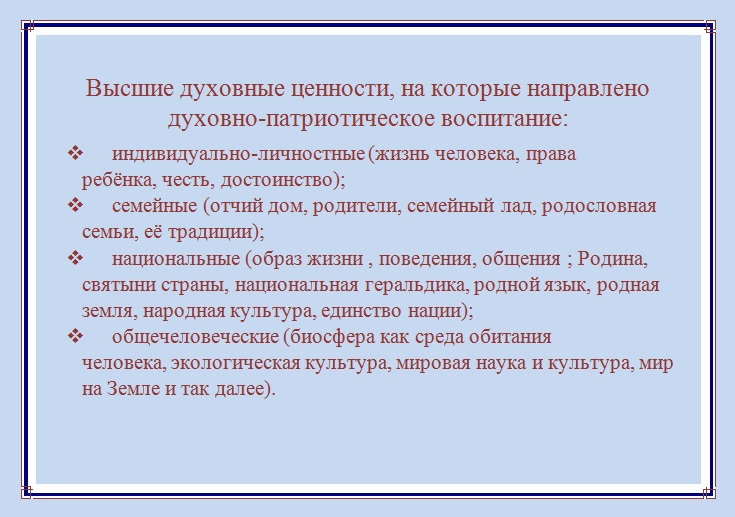 Высшие духовные ценности, на которые направлено
духовно-патриотическое воспитание:
❖ индивидуально-личностные (жизнь человека, права
ребёнка, честь, достоинство);
❖ семейные (отчий дом, родители, семейный лад, родословная
семьи, её традиции);
❖ национальные (образ жизни , поведения, общения ; Родина,
святыни страны, национальная геральдика, родной язык, родная
земля, народная культура, единство нации);
❖ общечеловеческие (биосфера как среда обитания
человека, экологическая культура, мировая наука и культура, мир
на Земле и так далее).